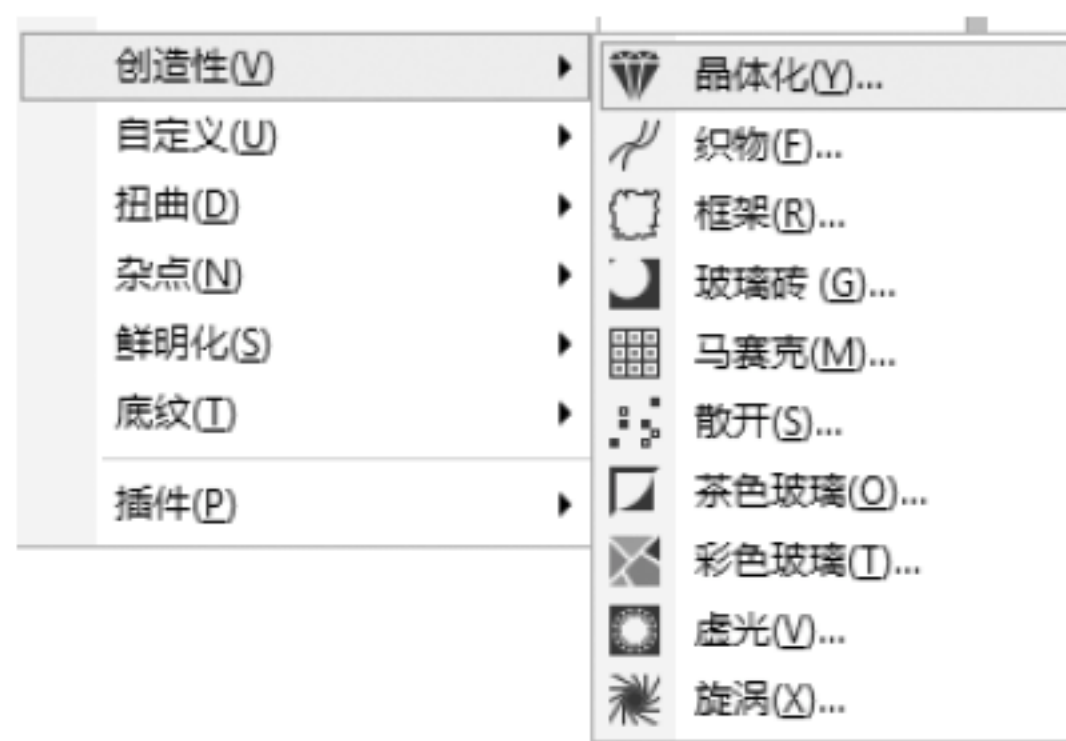 创造性(V)
自定义(U)
扭曲(D)
杂点(N)
鲜明化(S)
底纹(T)
插件(P)
晶体化(Y)...
织物(F)...
框架(R)...
玻璃砖 (G)...
马赛克(M)...
散开(S)...
茶色玻璃(O)...
彩色玻璃(T)...
虚光(V)...
旋涡(X)...